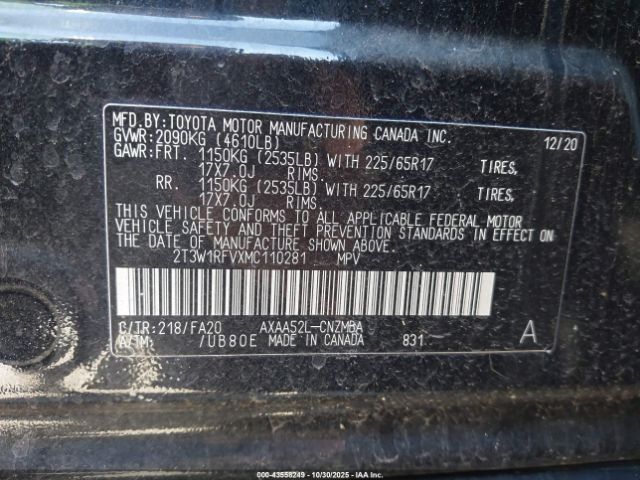 MFD.BY:TOYOTA MOTOR MANUFACTURING CANADA INC. 12/20
GVWR:2090KG (4610LB)
GAWR:FRT. 1150KG (2535LB) WITH 225/65R17 TIRES,
17X7.0J RIMS.
RR. 1150KG (2535LB) WITH 225/65R17 TIRES,
17X7.0J RIMS.
THIS VEHICLE CONFORMS TO ALL APPLICABLE FEDERAL MOTOR
VEHICLE SAFETY AND THEFT PREVENTION STANDARDS IN EFFECT ON
THE DATE OF MANUFACTURE SHOWN ABOVE.
2T3W1RFVXMC110281 MPV
C/TR:218/FA20 AXAA52L-CNZMBA A
A/TM: /UB80E MADE IN CANADA 831
000-43558249 - 10/30/2025 - IAAI.COM